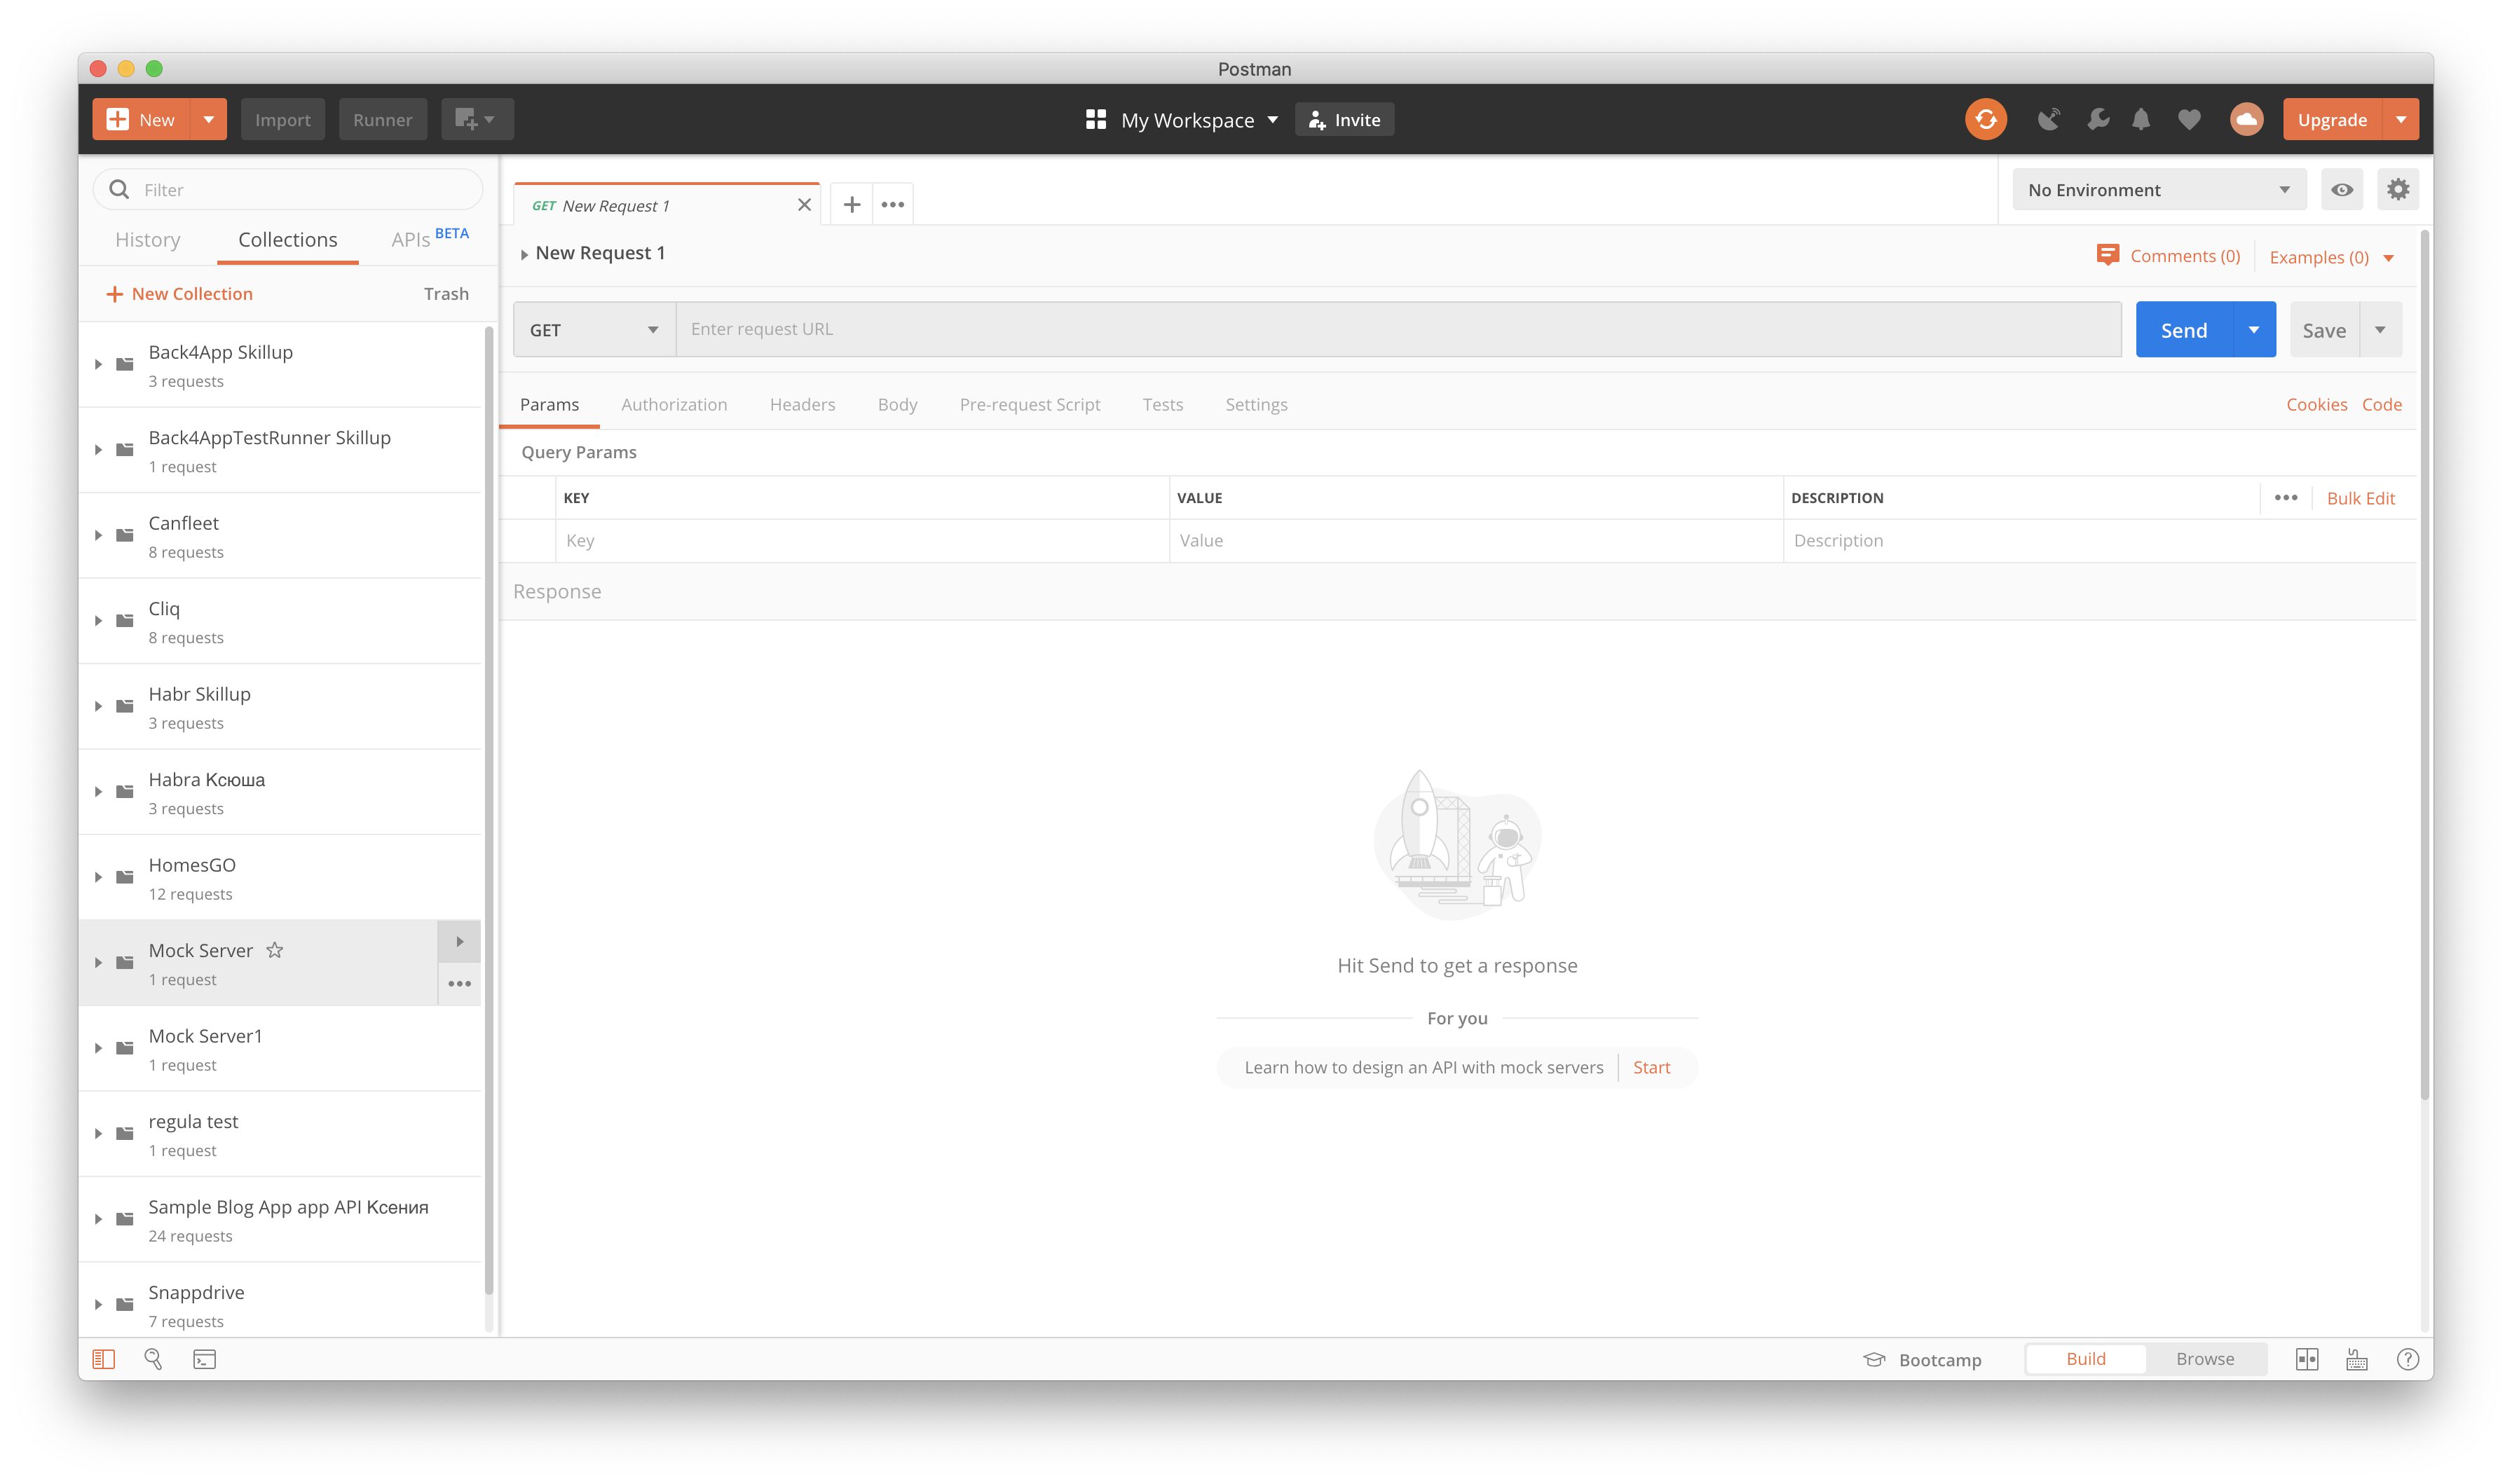 Postman
New
Import
Runner
My Workspace
Invite
Upgrade
Filter
History
Collections
APIs BETA
New Collection
Trash
Back4App Skillup
3 requests
Back4AppTestRunner Skillup
1 request
Canfleet
8 requests
Cliq
8 requests
Habr Skillup
3 requests
Habra Ксюша
3 requests
HomesGO
12 requests
Mock Server
1 request
Mock Server1
1 request
regula test
1 request
Sample Blog App app API Ксения
24 requests
Snappdrive
7 requests
GET New Request 1
No Environment
New Request 1
Comments (0)
Examples (0)
GET
Enter request URL
Send
Save
Params
Authorization
Headers
Body
Pre-request Script
Tests
Settings
Cookies
Code
Query Params
KEY
VALUE
DESCRIPTION
Bulk Edit
Key
Value
Description
Response
Hit Send to get a response
For you
Learn how to design an API with mock servers
Start
Bootcamp
Build
Browse